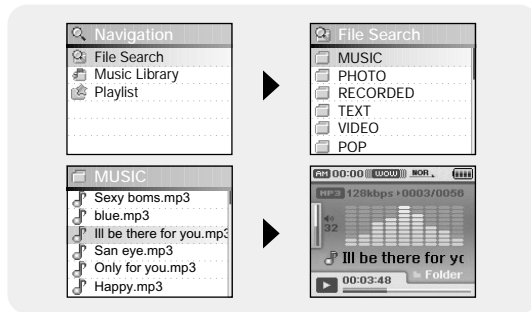 Navigation
File Search
Music Library
Playlist
File Search
MUSIC
PHOTO
RECORDED
TEXT
VIDEO
POP
MUSIC
Sexy boms.mp3
blue.mp3
Ill be there for you.mp3
San eye.mp3
Only for you.mp3
Happy.mp3
AM 00:00 WOW NOR
MP3 128kbps 0003/0056
32
Ill be there for yo
Folder
00:03:48